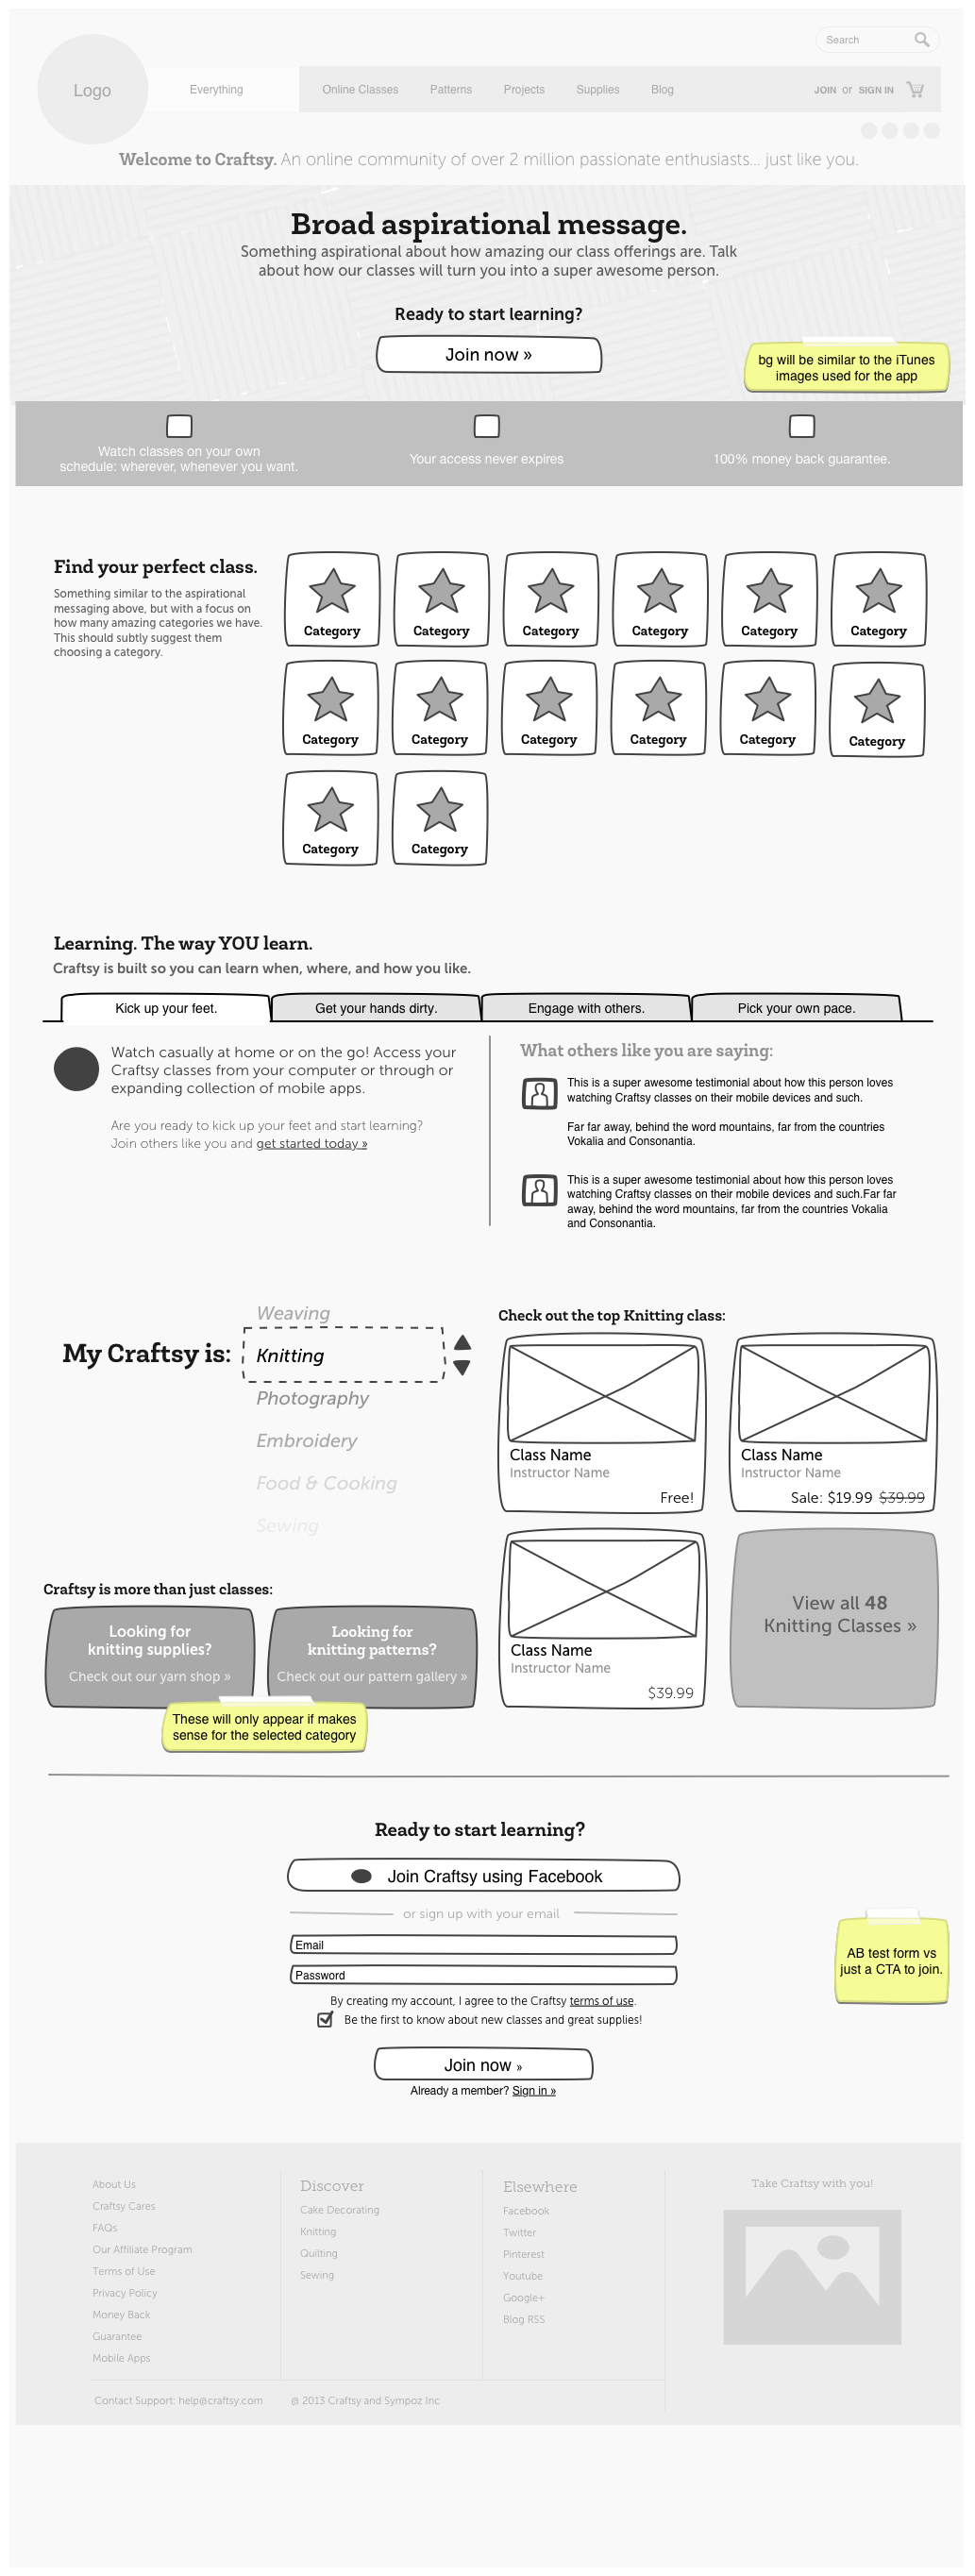 Search
Logo
Everything
Online Classes
Patterns
Projects
Supplies
Blog
JOIN or SIGN IN
Welcome to Craftsy. An online community of over 2 million passionate enthusiasts... just like you.
Broad aspirational message.
Something aspirational about how amazing our class offerings are. Talk
about how our classes will turn you into a super awesome person.
Ready to start learning?
Join now »
bg will be similar to the iTunes
images used for the app
Watch classes on your own
schedule: wherever, whenever you want.
Your access never expires
100% money back guarantee.
Find your perfect class.
Something similar to the aspirational
messaging above, but with a focus on
how many amazing categories we have.
This should subtly suggest them
choosing a category.
Category
Category
Category
Category
Category
Category
Category
Category
Category
Category
Category
Category
Category
Category
Learning. The way YOU learn.
Craftsy is built so you can learn when, where, and how you like.
Kick up your feet.
Get your hands dirty.
Engage with others.
Pick your own pace.
Watch casually at home or on the go! Access your
Craftsy classes from your computer or through or
expanding collection of mobile apps.
Are you ready to kick up your feet and start learning?
Join others like you and get started today »
What others like you are saying:
This is a super awesome testimonial about how this person loves
watching Craftsy classes on their mobile devices and such.
Far far away, behind the word mountains, far from the countries
Vokalia and Consonantia.
This is a super awesome testimonial about how this person loves
watching Craftsy classes on their mobile devices and such.Far far
away, behind the word mountains, far from the countries Vokalia
and Consonantia.
My Craftsy is:
Weaving
Knitting
Photography
Embroidery
Food & Cooking
Sewing
Check out the top Knitting class:
Class Name
Instructor Name
Free!
Class Name
Instructor Name
Sale: $19.99 $39.99
Class Name
Instructor Name
$39.99
View all 48
Knitting Classes »
Craftsy is more than just classes:
Looking for
knitting supplies?
Check out our yarn shop »
Looking for
knitting patterns?
Check out our pattern gallery »
These will only appear if makes
sense for the selected category
Ready to start learning?
Join Craftsy using Facebook
or sign up with your email
Email
Password
By creating my account, I agree to the Craftsy terms of use.
Be the first to know about new classes and great supplies!
Join now »
Already a member? Sign in »
AB test form vs
just a CTA to join.
About Us
Craftsy Cares
FAQs
Our Affiliate Program
Terms of Use
Privacy Policy
Money Back
Guarantee
Mobile Apps
Discover
Cake Decorating
Knitting
Quilting
Sewing
Elsewhere
Facebook
Twitter
Pinterest
Youtube
Google+
Blog RSS
Take Craftsy with you!
Contact Support: help@craftsy.com
@ 2013 Craftsy and Sympoz Inc